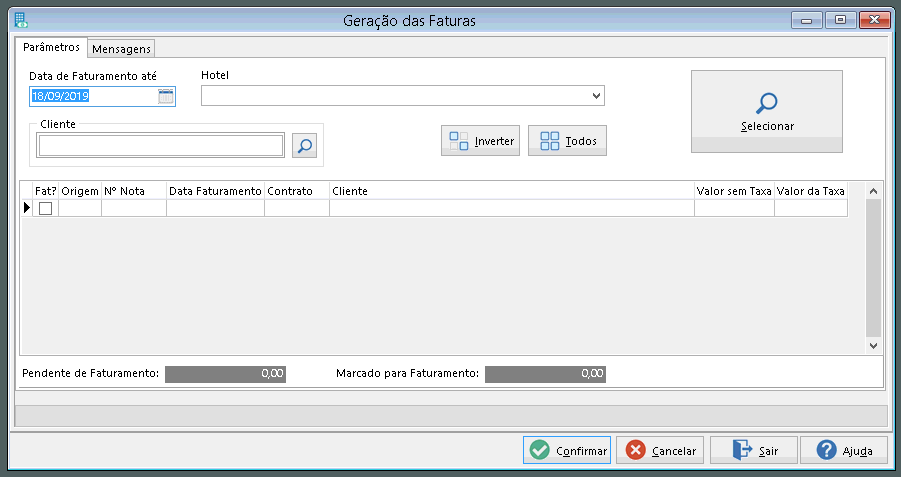 Geração das Faturas
Parâmetros Mensagens
Data de Faturamento até Hotel
18/09/2019
Selecionar
Cliente
Inverter Todos
Fat? Origem Nº Nota Data Faturamento Contrato Cliente Valor sem Taxa Valor da Taxa
Pendente de Faturamento: 0,00 Marcado para Faturamento: 0,00
Confirmar Cancelar Sair Ajuda